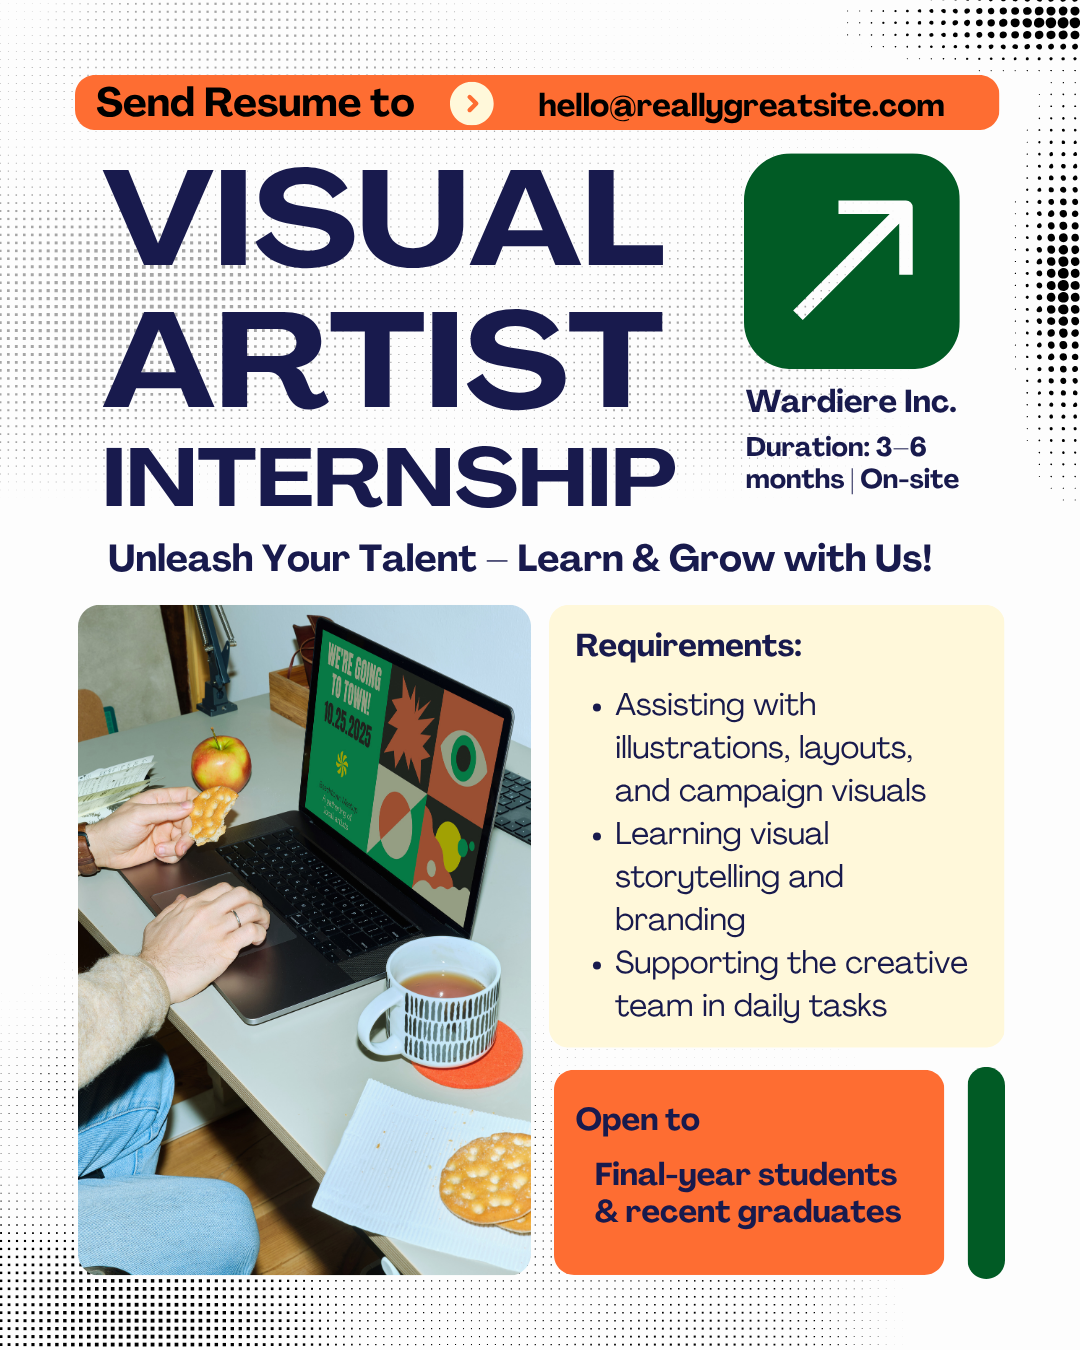 Send Resume to
hello@reallygreatsite.com
VISUAL
ARTIST
INTERNSHIP
Wardiere Inc.
Duration: 3–6
months | On-site
Unleash Your Talent – Learn & Grow with Us!
WE'RE GOING
TO TOWN!
10.25.2025
Requirements:
• Assisting with
illustrations, layouts,
and campaign visuals
• Learning visual
storytelling and
branding
• Supporting the creative
team in daily tasks
Open to
Final-year students
& recent graduates